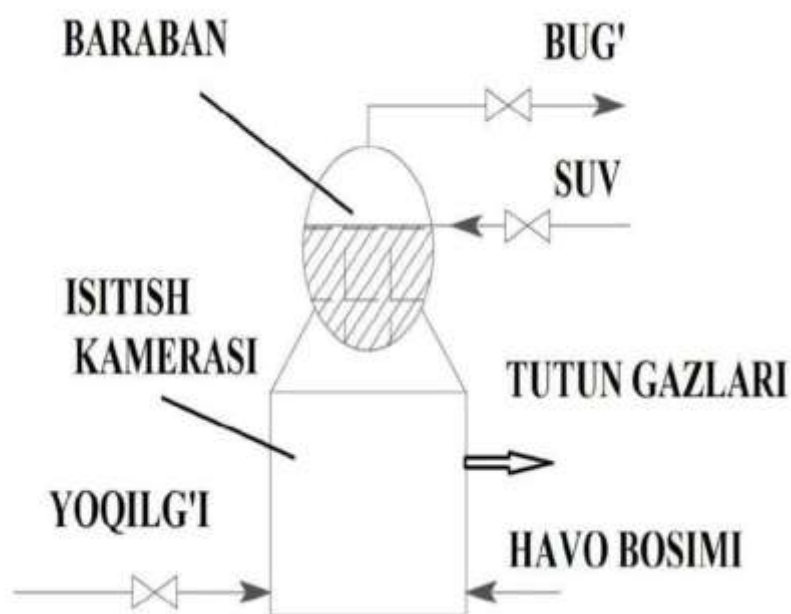 BARABAN
BUG'
SUV
ISITISH
KAMERASI
TUTUN GAZLARI
YOQILG'I
HAVO BOSIMI